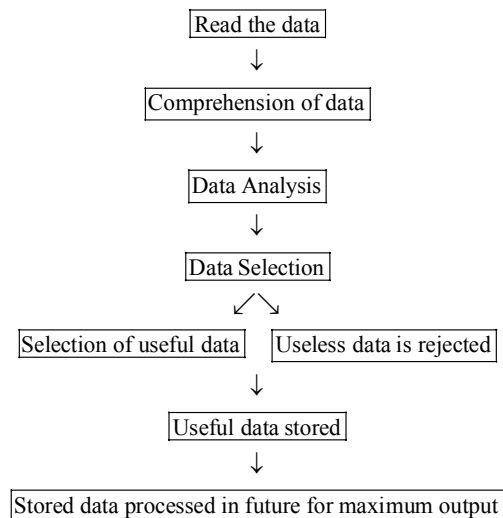 Read the data
Comprehension of data
Data Analysis
Data Selection
Selection of useful data
Useless data is rejected
Useful data stored
Stored data processed in future for maximum output